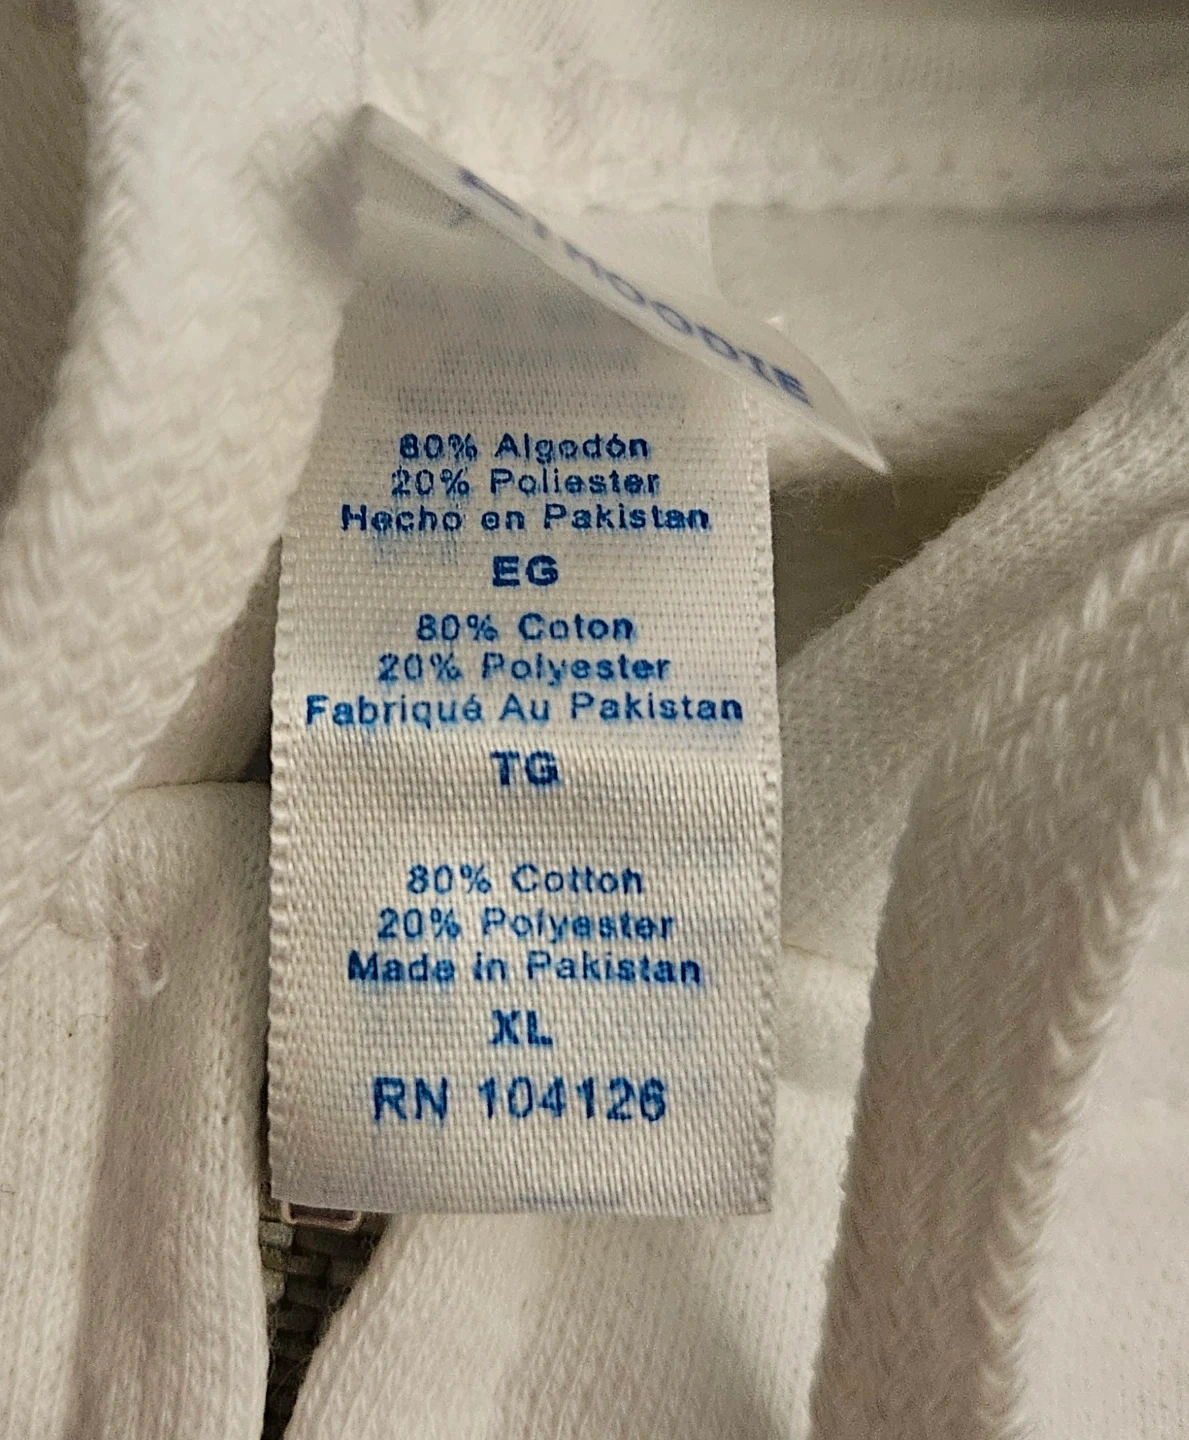 HOODIE
80% Algodón
20% Poliester
Hecho en Pakistan
EG
80% Coton
20% Polyester
Fabriqué Au Pakistan
TG
80% Cotton
20% Polyester
Made in Pakistan
XL
RN 104126